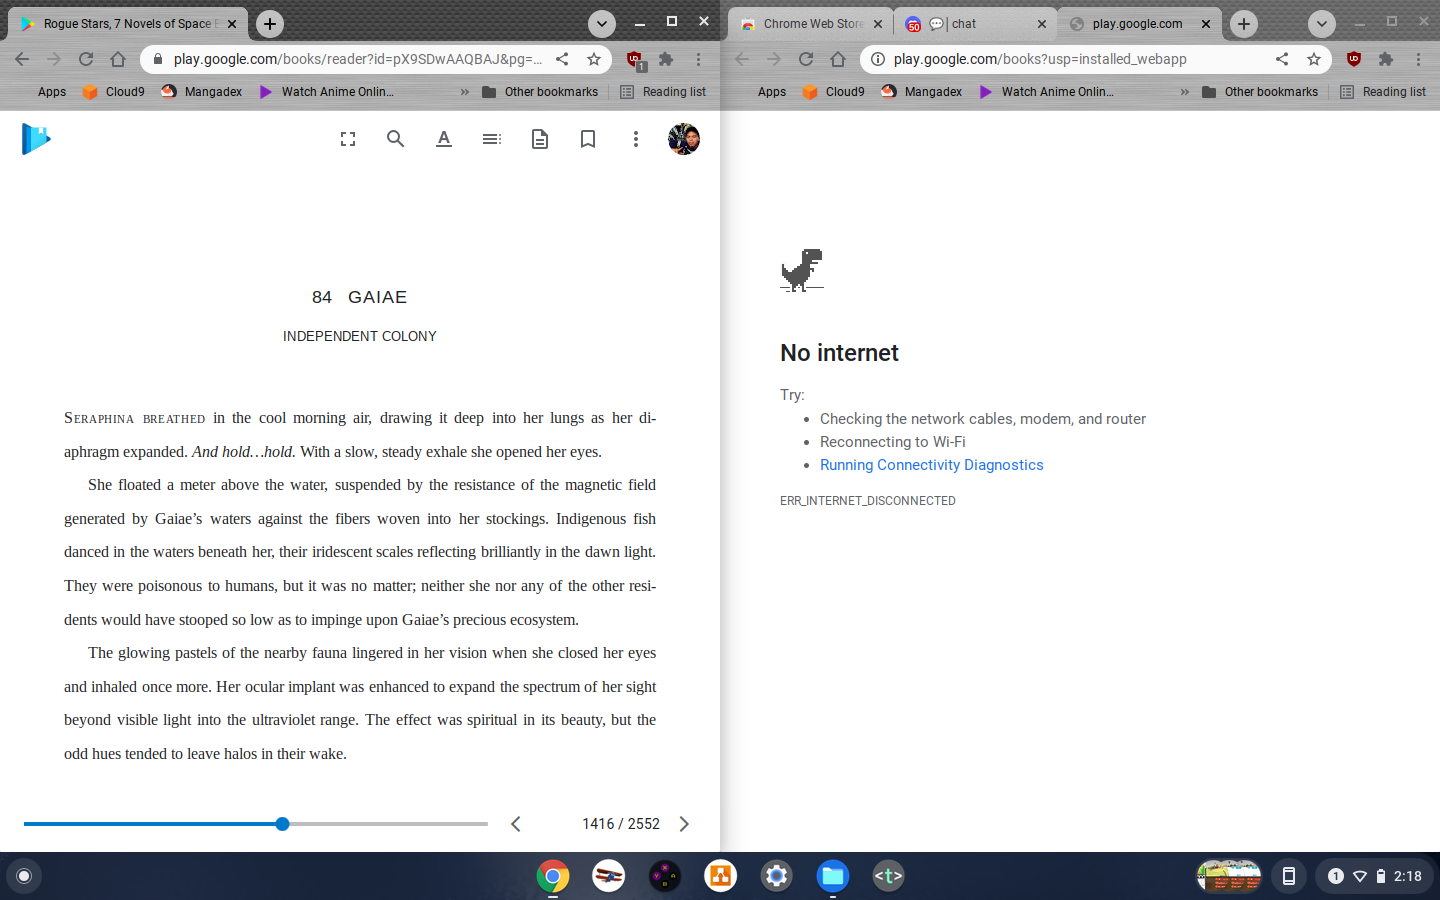 Rogue Stars, 7 Novels of Space
play.google.com/books/reader?id=pX9SDwAAQBAJ&pg=...
1
Apps
Cloud9
Mangadex
Watch Anime Onlin...
»
Other bookmarks
Reading list
84 GAIAE
INDEPENDENT COLONY
SERAPHINA BREATHED in the cool morning air, drawing it deep into her lungs as her di-
aphragm expanded. And hold…hold. With a slow, steady exhale she opened her eyes.
She floated a meter above the water, suspended by the resistance of the magnetic field
generated by Gaiae’s waters against the fibers woven into her stockings. Indigenous fish
danced in the waters beneath her, their iridescent scales reflecting brilliantly in the dawn light.
They were poisonous to humans, but it was no matter; neither she nor any of the other resi-
dents would have stooped so low as to impinge upon Gaiae’s precious ecosystem.
The glowing pastels of the nearby fauna lingered in her vision when she closed her eyes
and inhaled once more. Her ocular implant was enhanced to expand the spectrum of her sight
beyond visible light into the ultraviolet range. The effect was spiritual in its beauty, but the
odd hues tended to leave halos in their wake.
1416 / 2552
Chrome Web Store
50
💬| chat
play.google.com
play.google.com/books?usp=installed_webapp
Apps
Cloud9
Mangadex
Watch Anime Onlin...
»
Other bookmarks
Reading list
No internet
Try:
• Checking the network cables, modem, and router
• Reconnecting to Wi-Fi
• Running Connectivity Diagnostics
ERR_INTERNET_DISCONNECTED
<t>
1
2:18